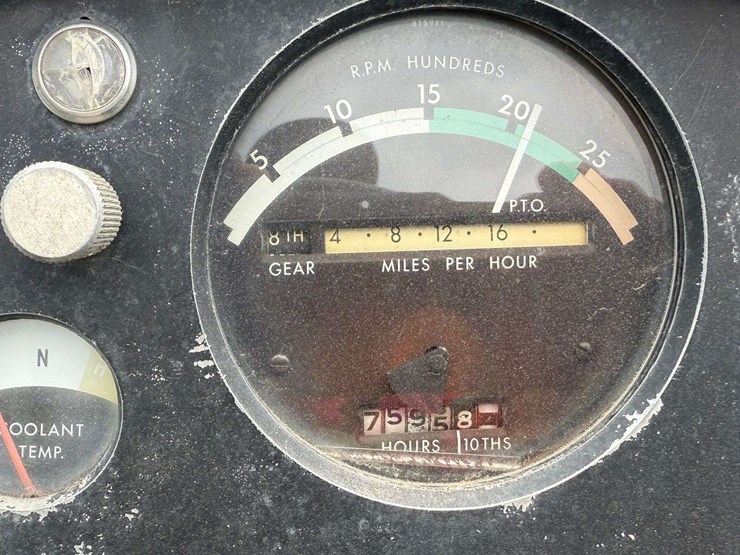 R.P.M. HUNDREDS
5 10 15 20 25
P.T.O.
8TH 4 · 8 · 12 · 16 ·
GEAR MILES PER HOUR
N
COOLANT
TEMP.
HOURS 10THS